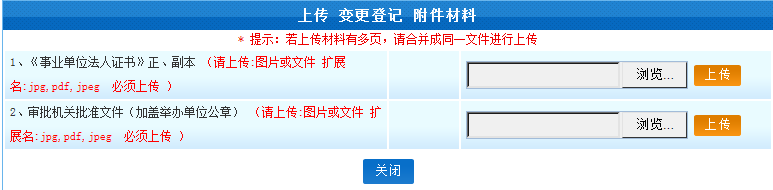 上传 变更登记 附件材料
* 提示：若上传材料有多页，请合并成同一文件进行上传
1、《事业单位法人证书》正、副本 （请上传:图片或文件 扩展
名:jpg,pdf,jpeg 必须上传 ）
浏览... 上传
2、审批机关批准文件（加盖举办单位公章） （请上传:图片或文件 扩
展名:jpg,pdf,jpeg 必须上传 ）
浏览... 上传
关闭